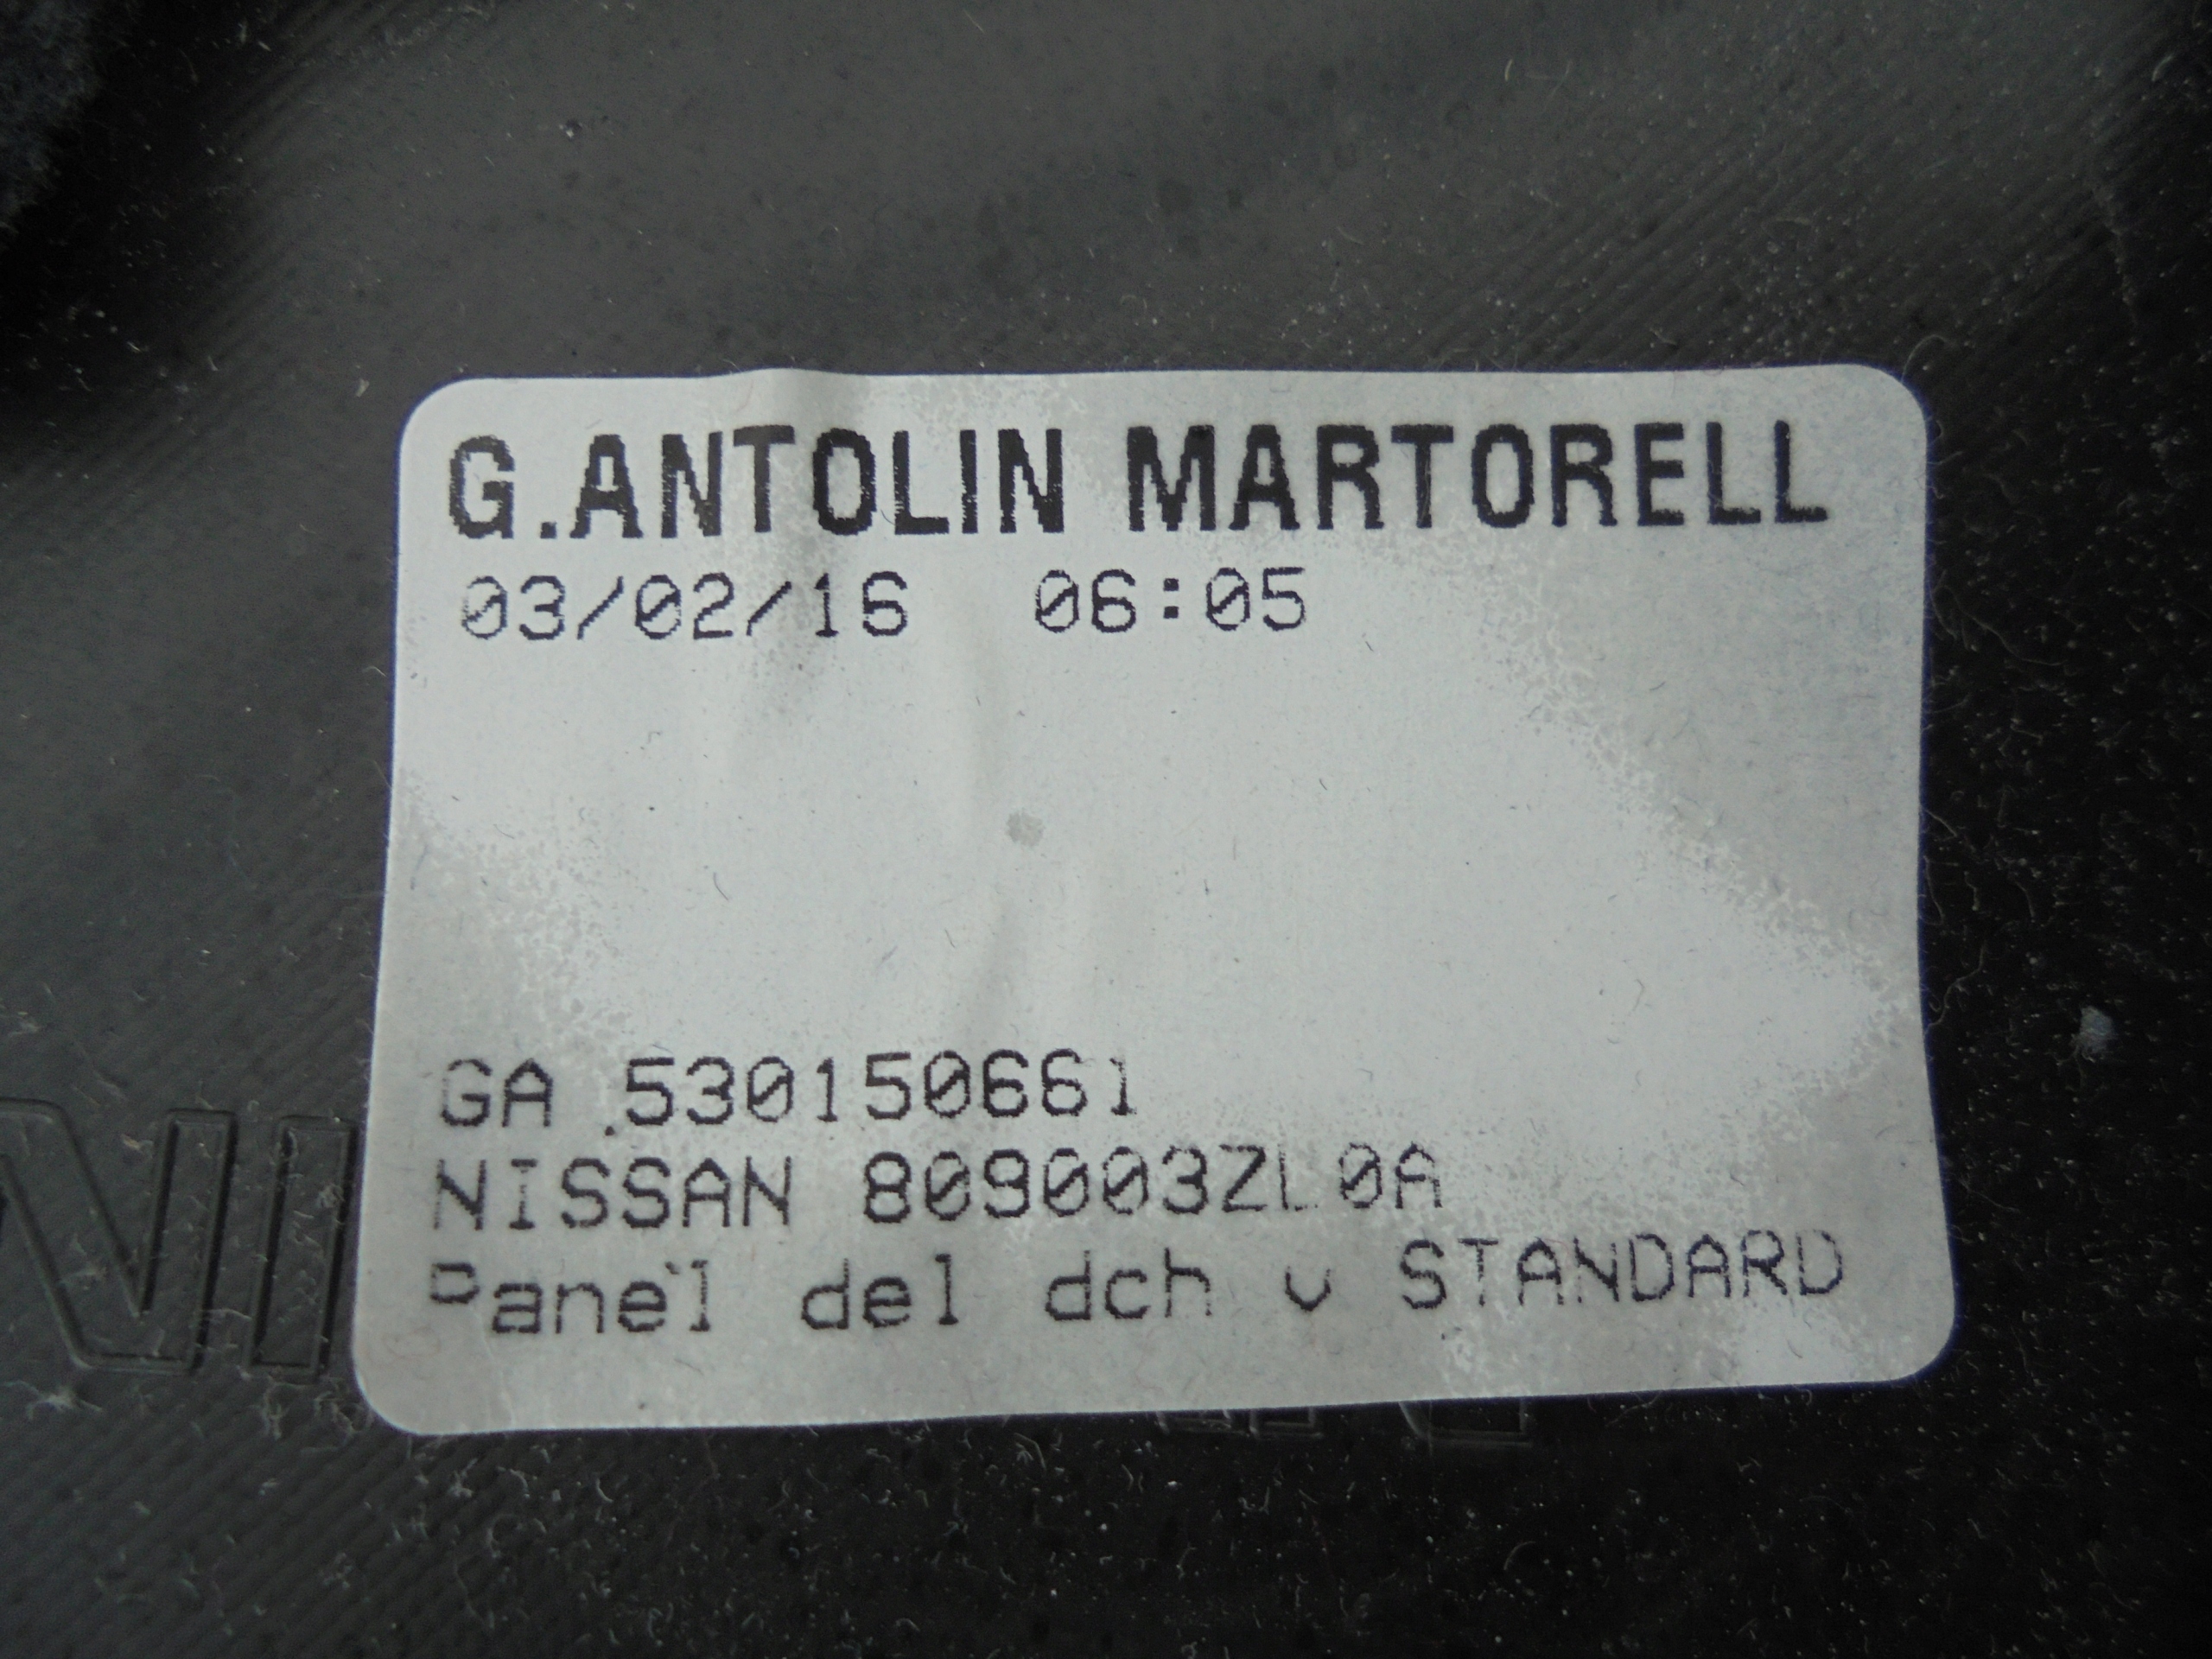 G.ANTOLIN MARTORELL
03/02/16 06:05
GA 530150661
NISSAN 809003ZL0A
Panel del dch v STANDARD